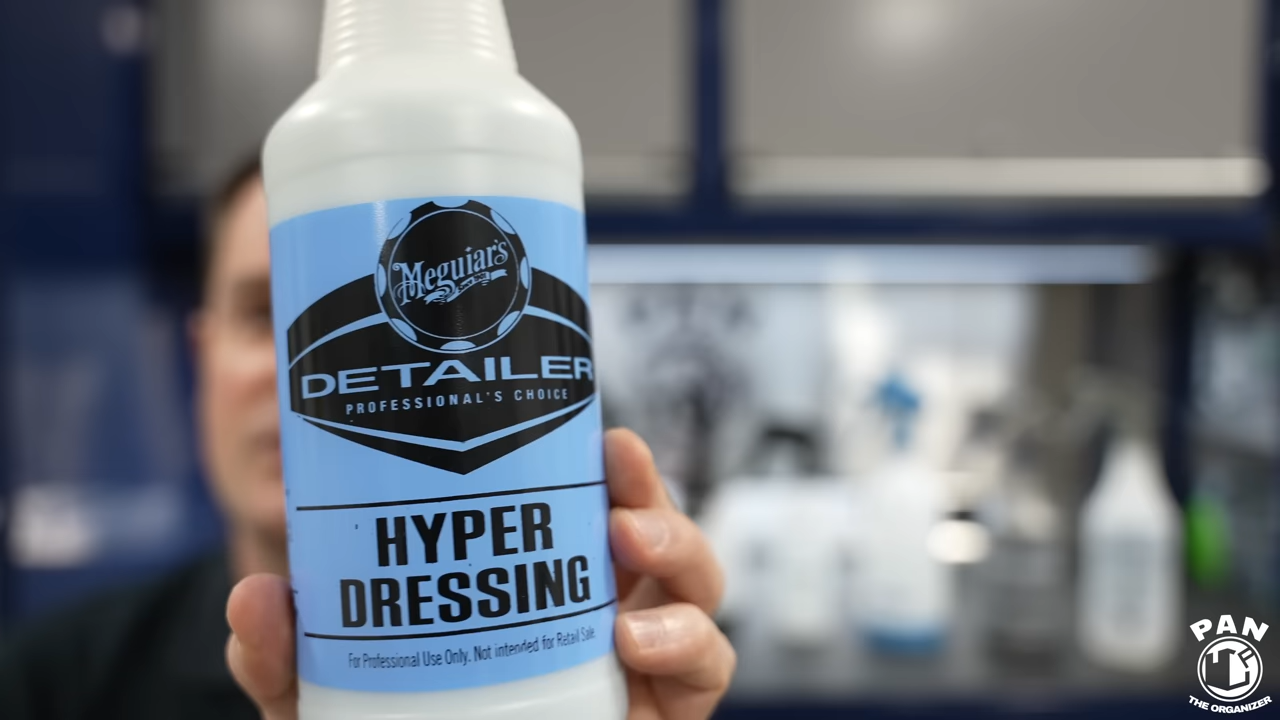 Meguiar's
DETAILER
PROFESSIONAL'S CHOICE
HYPER
DRESSING
For Professional Use Only. Not intended for Retail Sale.
PAN
THE ORGANIZER